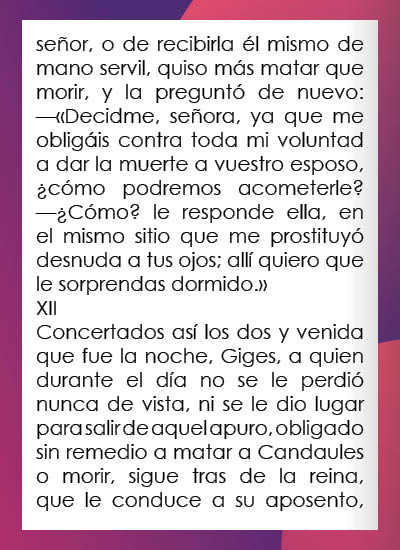 señor, o de recibirla él mismo de
mano servil, quiso más matar que
morir, y la preguntó de nuevo:
—«Decidme, señora, ya que me
obligáis contra toda mi voluntad
a dar la muerte a vuestro esposo,
¿cómo podremos acometerle?
—¿Cómo? le responde ella, en
el mismo sitio que me prostituyó
desnuda a tus ojos; allí quiero que
le sorprendas dormido.»
XII
Concertados así los dos y venida
que fue la noche, Giges, a quien
durante el día no se le perdió
nunca de vista, ni se le dio lugar
para salir de aquel apuro, obligado
sin remedio a matar a Candaules
o morir, sigue tras de la reina,
que le conduce a su aposento,